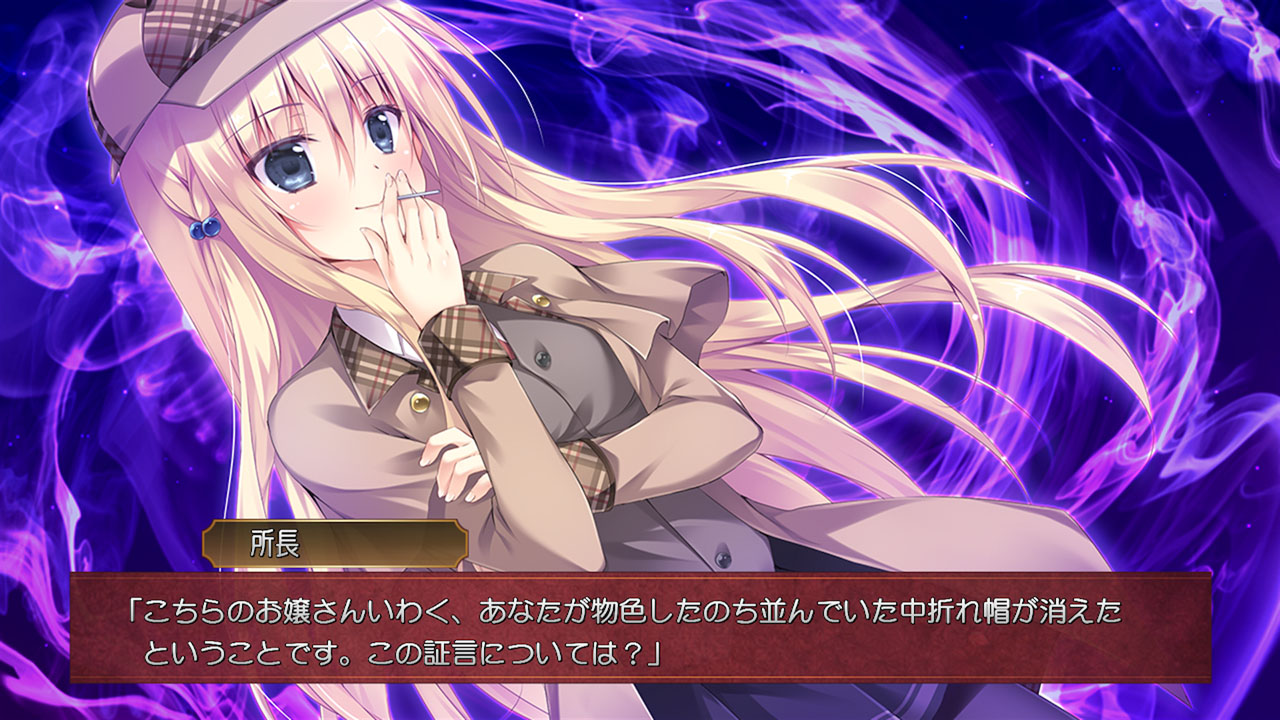 所長
「こちらのお嬢さんいわく、あなたが物色したのち並んでいた中折れ帽が消えた
ということです。この証言については？」